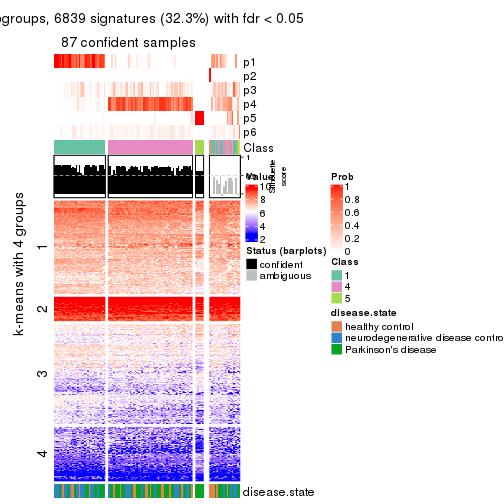 ogroups, 6839 signatures (32.3%) with fdr < 0.05
87 confident samples
p1
p2
p3
p4
p5
p6
Class
1
Silhouette
score
Value
10
8
6
4
2
Prob
1
0.8
0.6
0.4
0.2
0
Status (barplots)
confident
ambiguous
Class
1
4
5
disease.state
healthy control
neurodegenerative disease contro
Parkinson's disease
k-means with 4 groups
1
2
3
4
disease.state